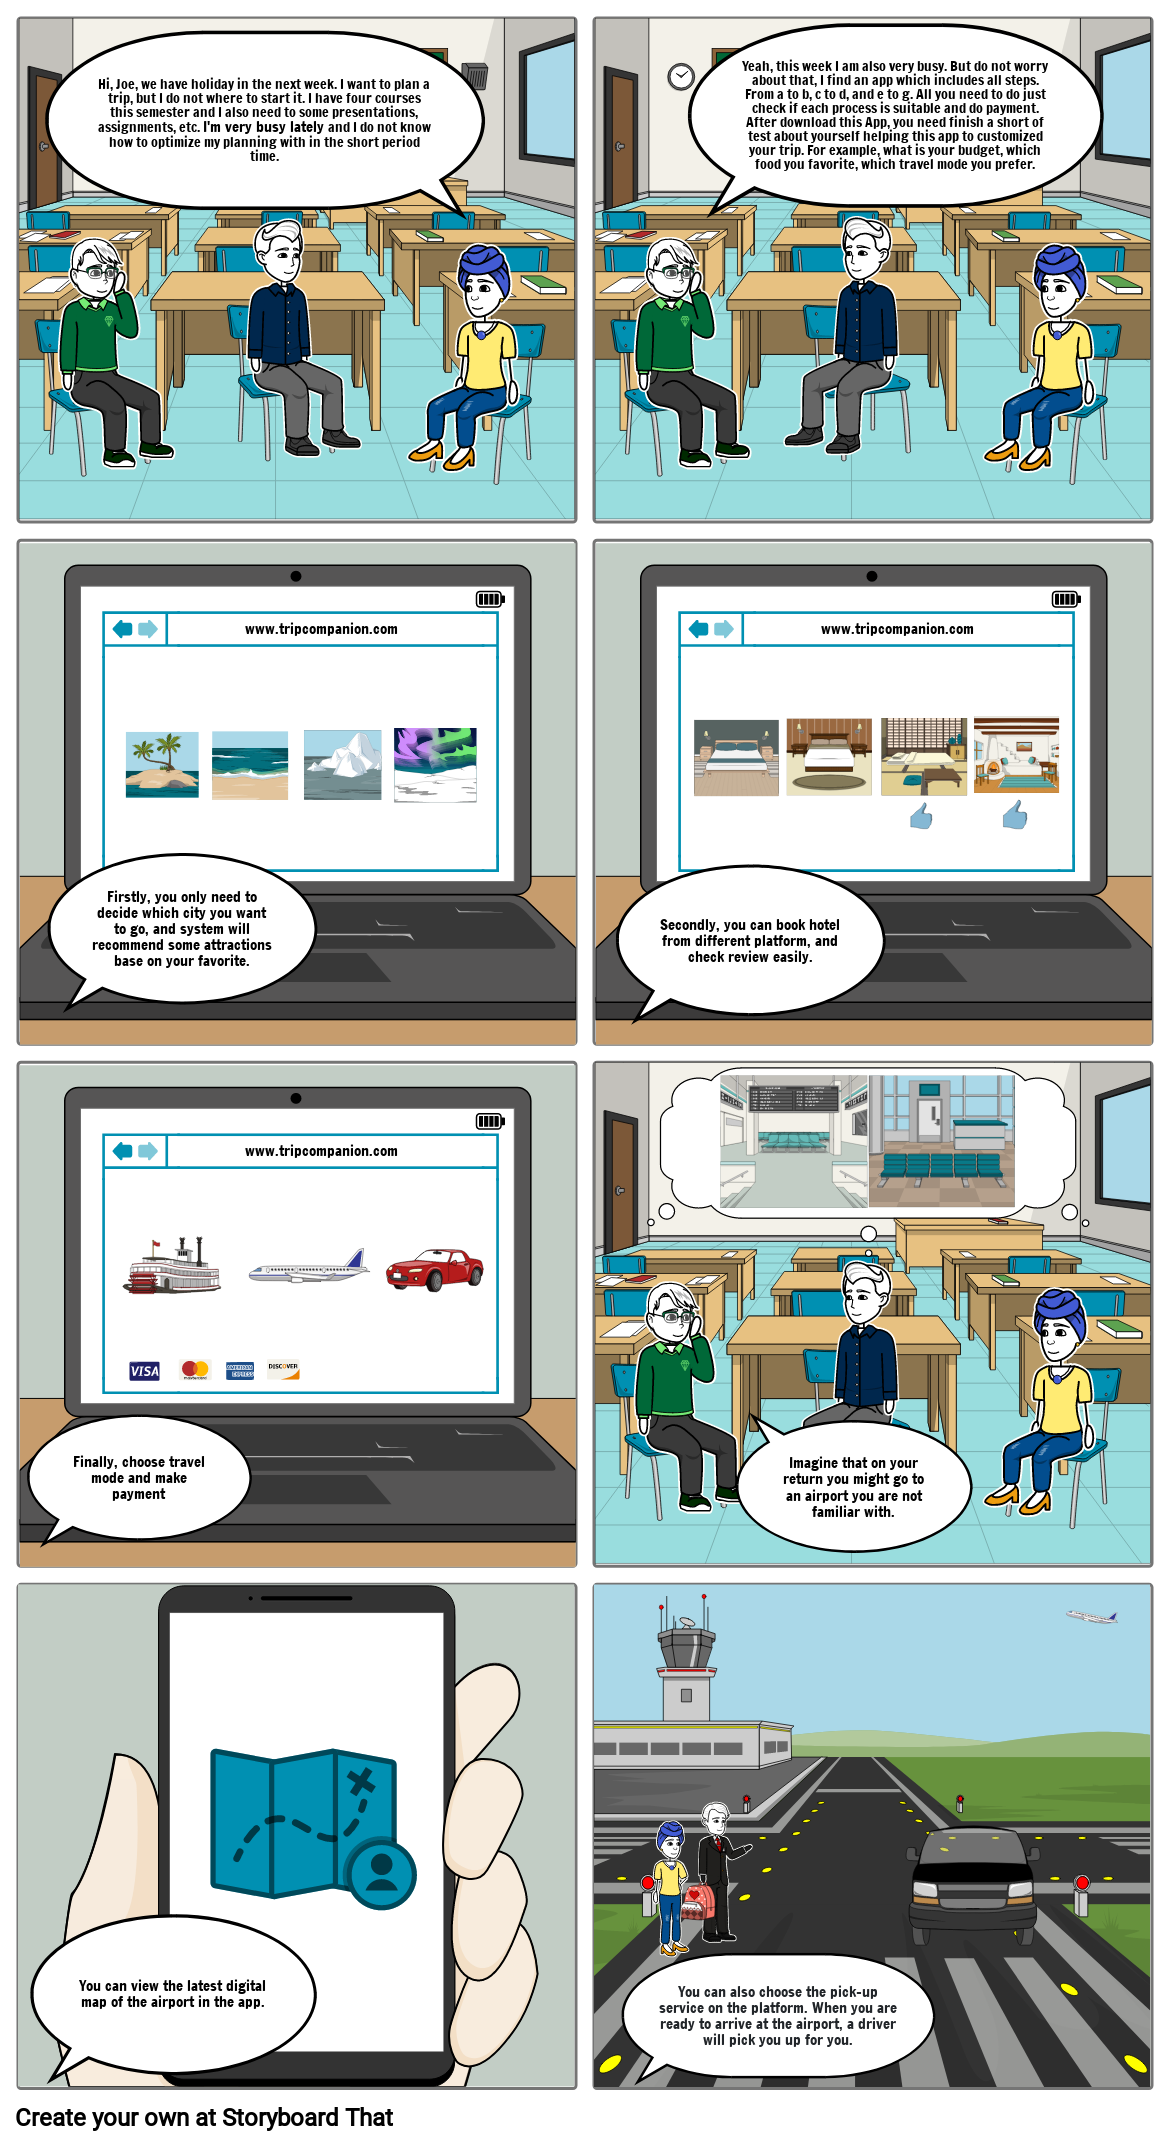 Hi, Joe, we have holiday in the next week. I want to plan a
trip, but I do not where to start it. I have four courses
this semester and I also need to some presentations,
assignments, etc. I'm very busy lately and I do not know
how to optimize my planning with in the short period
time.
Yeah, this week I am also very busy. But do not worry
about that, I find an app which includes all steps.
From a to b, c to d, and e to g. All you need to do just
check if each process is suitable and do payment.
After download this App, you need finish a short of
test about yourself helping this app to customized
your trip. For example, what is your budget, which
food you favorite, which travel mode you prefer.
www.tripcompanion.com
Firstly, you only need to
decide which city you want
to go, and system will
recommend some attractions
base on your favorite.
www.tripcompanion.com
Secondly, you can book hotel
from different platform, and
check review easily.
www.tripcompanion.com
VISA
mastercard
AMERICAN
EXPRESS
DISCOVER
Finally, choose travel
mode and make
payment
Imagine that on your
return you might go to
an airport you are not
familiar with.
You can view the latest digital
map of the airport in the app.
You can also choose the pick-up
service on the platform. When you are
ready to arrive at the airport, a driver
will pick you up for you.
Create your own at Storyboard That